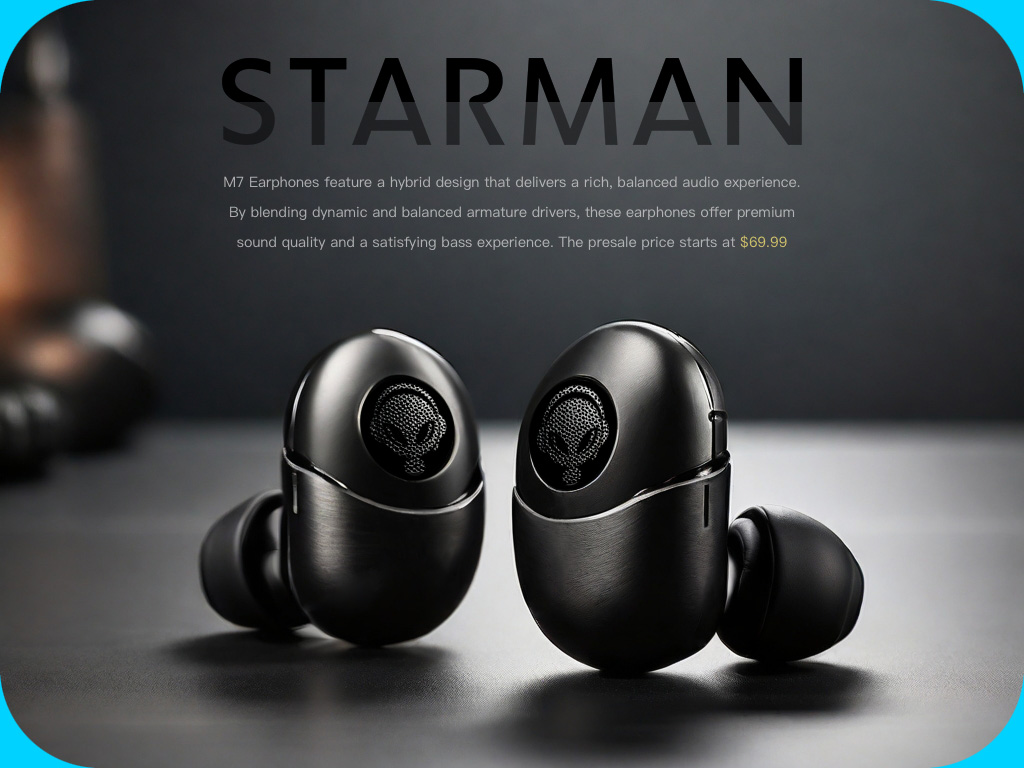 STARMAN
M7 Earphones feature a hybrid design that delivers a rich, balanced audio experience.
By blending dynamic and balanced armature drivers, these earphones offer premium
sound quality and a satisfying bass experience. The presale price starts at $69.99